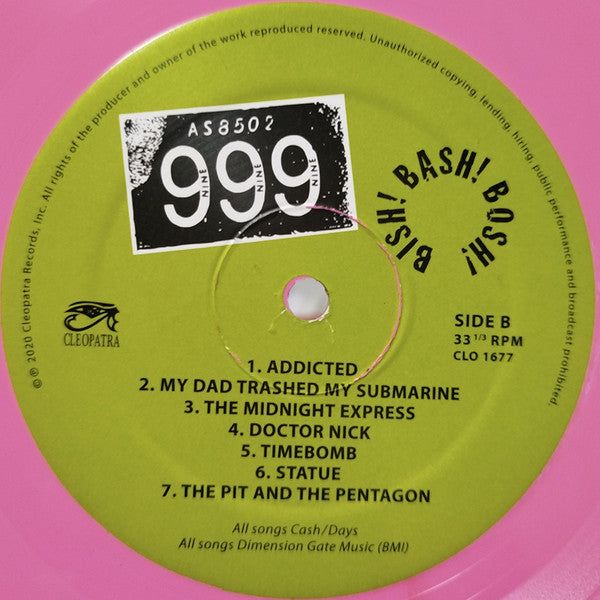 © ℗ 2020 Cleopatra Records, Inc. All rights of the producer and owner of the work reproduced reserved. Unauthorized copying, lending, hiring, public performance and broadcast prohibited.
AS8502
999
NINE NINE NINE
BISH! BASH! BOSH!
CLEOPATRA
SIDE B
33 1/3 RPM
CLO 1677
1. ADDICTED
2. MY DAD TRASHED MY SUBMARINE
3. THE MIDNIGHT EXPRESS
4. DOCTOR NICK
5. TIMEBOMB
6. STATUE
7. THE PIT AND THE PENTAGON
All songs Cash/Days
All songs Dimension Gate Music (BMI)